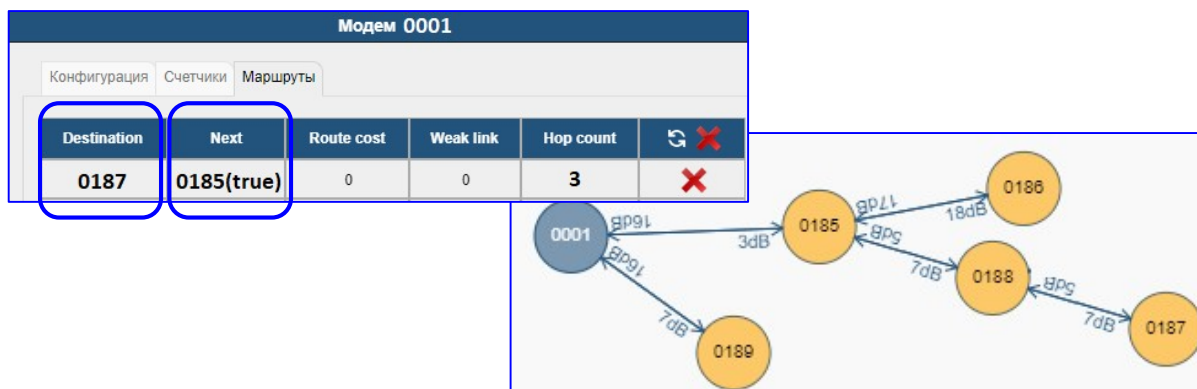 Модем 0001
Конфигурация Счетчики Маршруты
Destination Next Route cost Weak link Hop count
0187 0185(true) 0 0 3
0186
17dB
18dB
0001
16dB
3dB
0185
5dB
7dB
0188
5dB
7dB
0187
16dB
7dB
0189